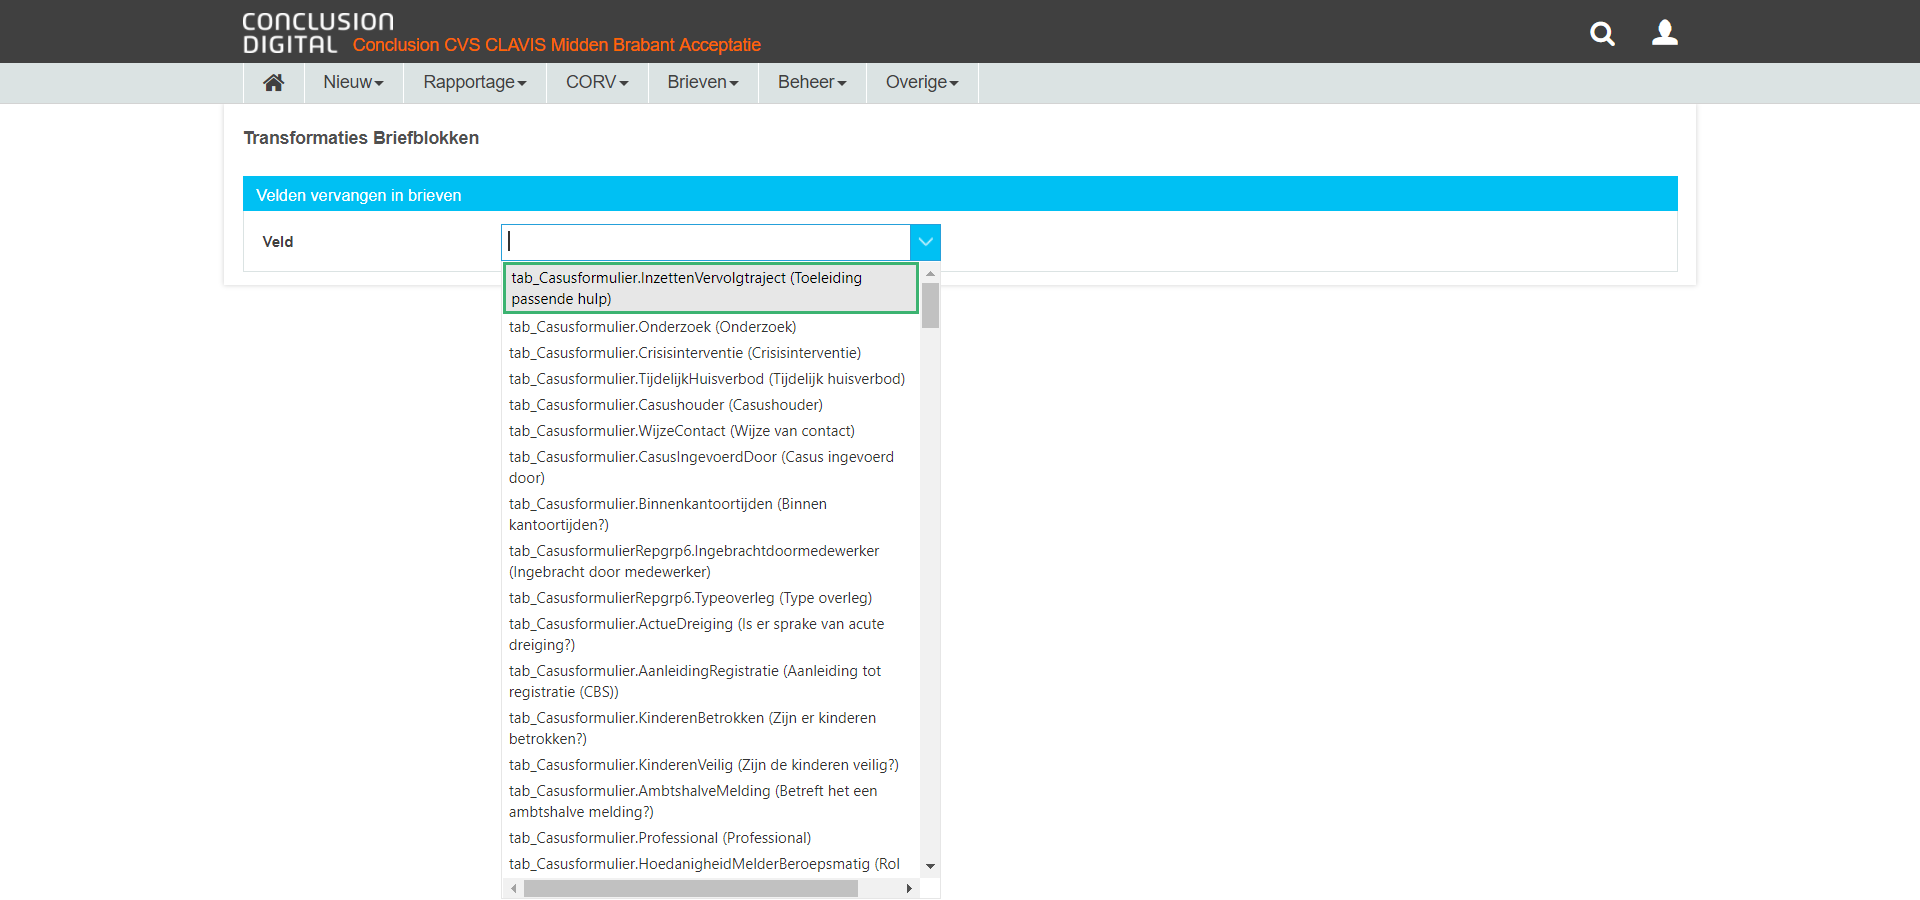 CONCLUSION
DIGITAL Conclusion CVS CLAVIS Midden Brabant Acceptatie
Nieuw Rapportage CORV Brieven Beheer Overige
Transformaties Briefblokken
Velden vervangen in brieven
Veld
tab_Casusformulier.InzettenVervolgtraject (Toeleiding
passende hulp)
tab_Casusformulier.Onderzoek (Onderzoek)
tab_Casusformulier.Crisisinterventie (Crisisinterventie)
tab_Casusformulier.TijdelijkHuisverbod (Tijdelijk huisverbod)
tab_Casusformulier.Casushouder (Casushouder)
tab_Casusformulier.WijzeContact (Wijze van contact)
tab_Casusformulier.CasusIngevoerdDoor (Casus ingevoerd
door)
tab_Casusformulier.Binnenkantoortijden (Binnen
kantoortijden?)
tab_CasusformulierRepgrp6.Ingebrachtdoormedewerker
(Ingebracht door medewerker)
tab_CasusformulierRepgrp6.Typeoverleg (Type overleg)
tab_Casusformulier.ActueDreiging (Is er sprake van acute
dreiging?)
tab_Casusformulier.AanleidingRegistratie (Aanleiding tot
registratie (CBS))
tab_Casusformulier.KinderenBetrokken (Zijn er kinderen
betrokken?)
tab_Casusformulier.KinderenVeilig (Zijn de kinderen veilig?)
tab_Casusformulier.AmbtshalveMelding (Betreft het een
ambtshalve melding?)
tab_Casusformulier.Professional (Professional)
tab_Casusformulier.HoedanigheidMelderBeroepsmatig (Rol